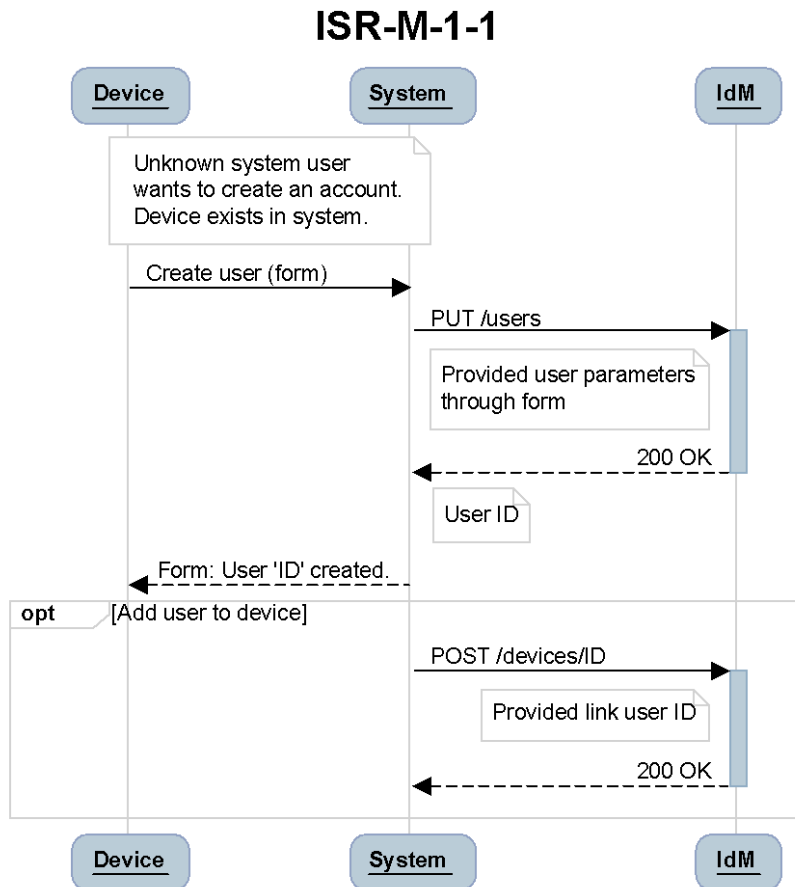 ISR-M-1-1
Device
System
IdM
Unknown system user
wants to create an account.
Device exists in system.
Create user (form)
PUT /users
Provided user parameters
through form
200 OK
User ID
Form: User 'ID' created.
opt
[Add user to device]
POST /devices/ID
Provided link user ID
200 OK
Device
System
IdM